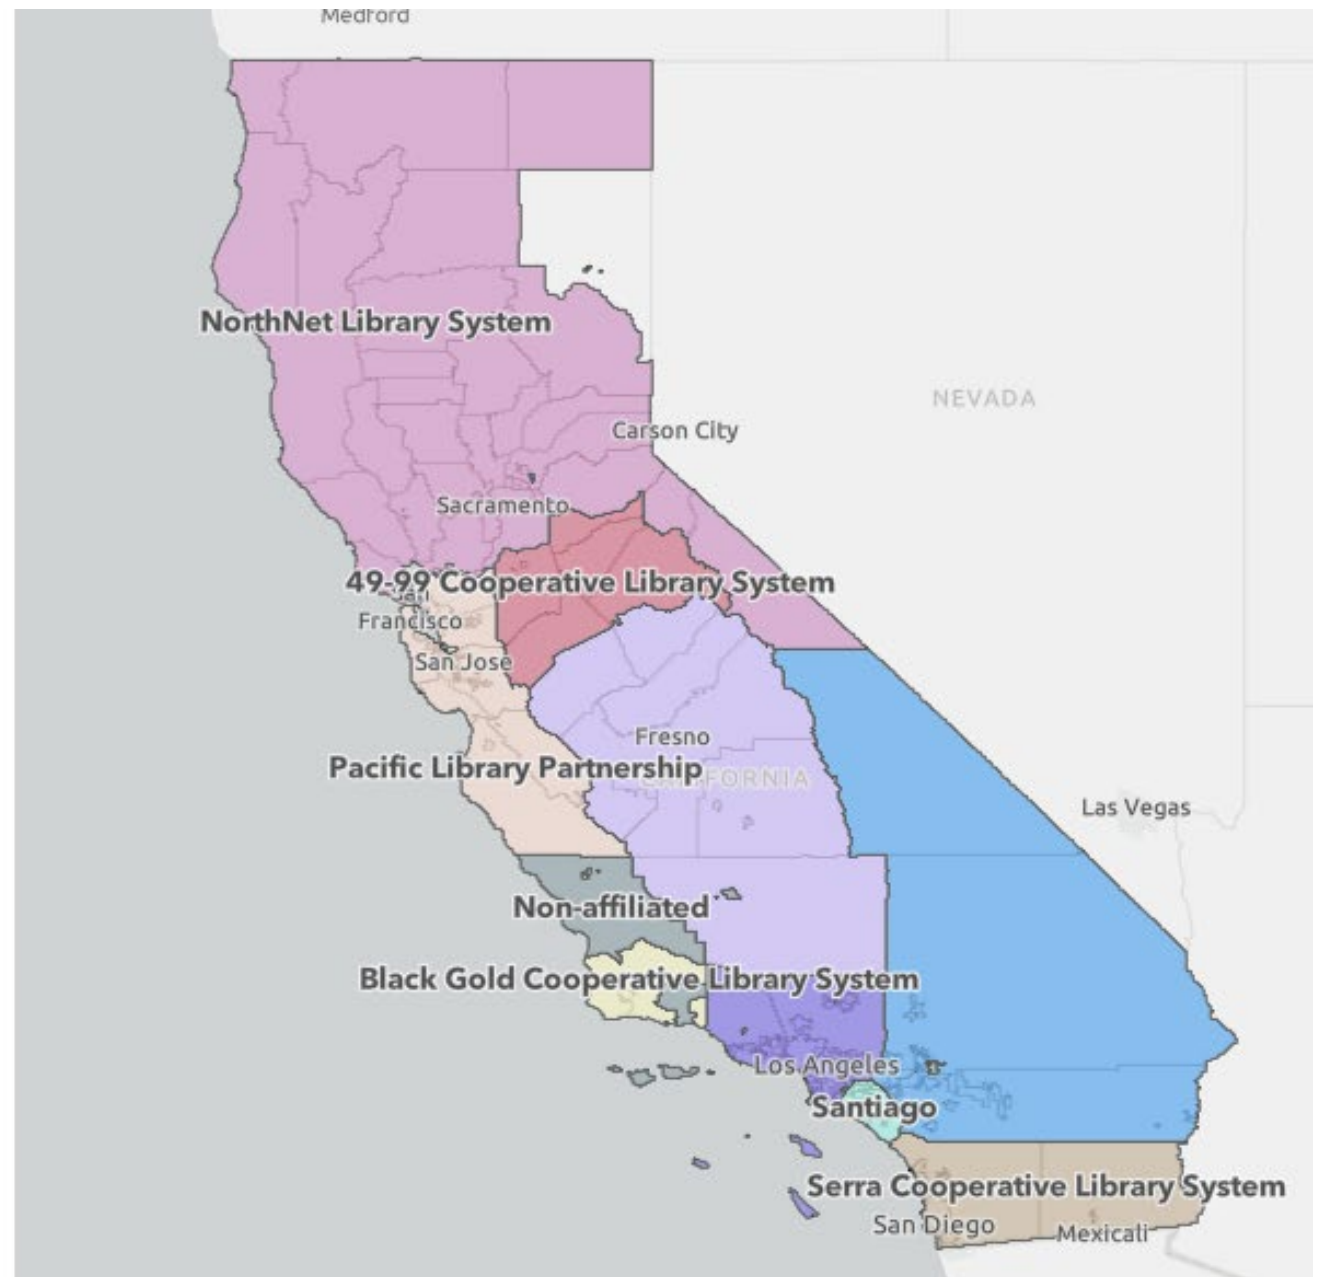 Medford
NorthNet Library System
NEVADA
Carson City
Sacramento
49-99 Cooperative Library System
San
Francisco
San Jose
Fresno
Pacific Library Partnership
CALIFORNIA
Las Vegas
Non-affiliated
Black Gold Cooperative Library System
Los Angeles
Santiago
Serra Cooperative Library System
San Diego
Mexicali